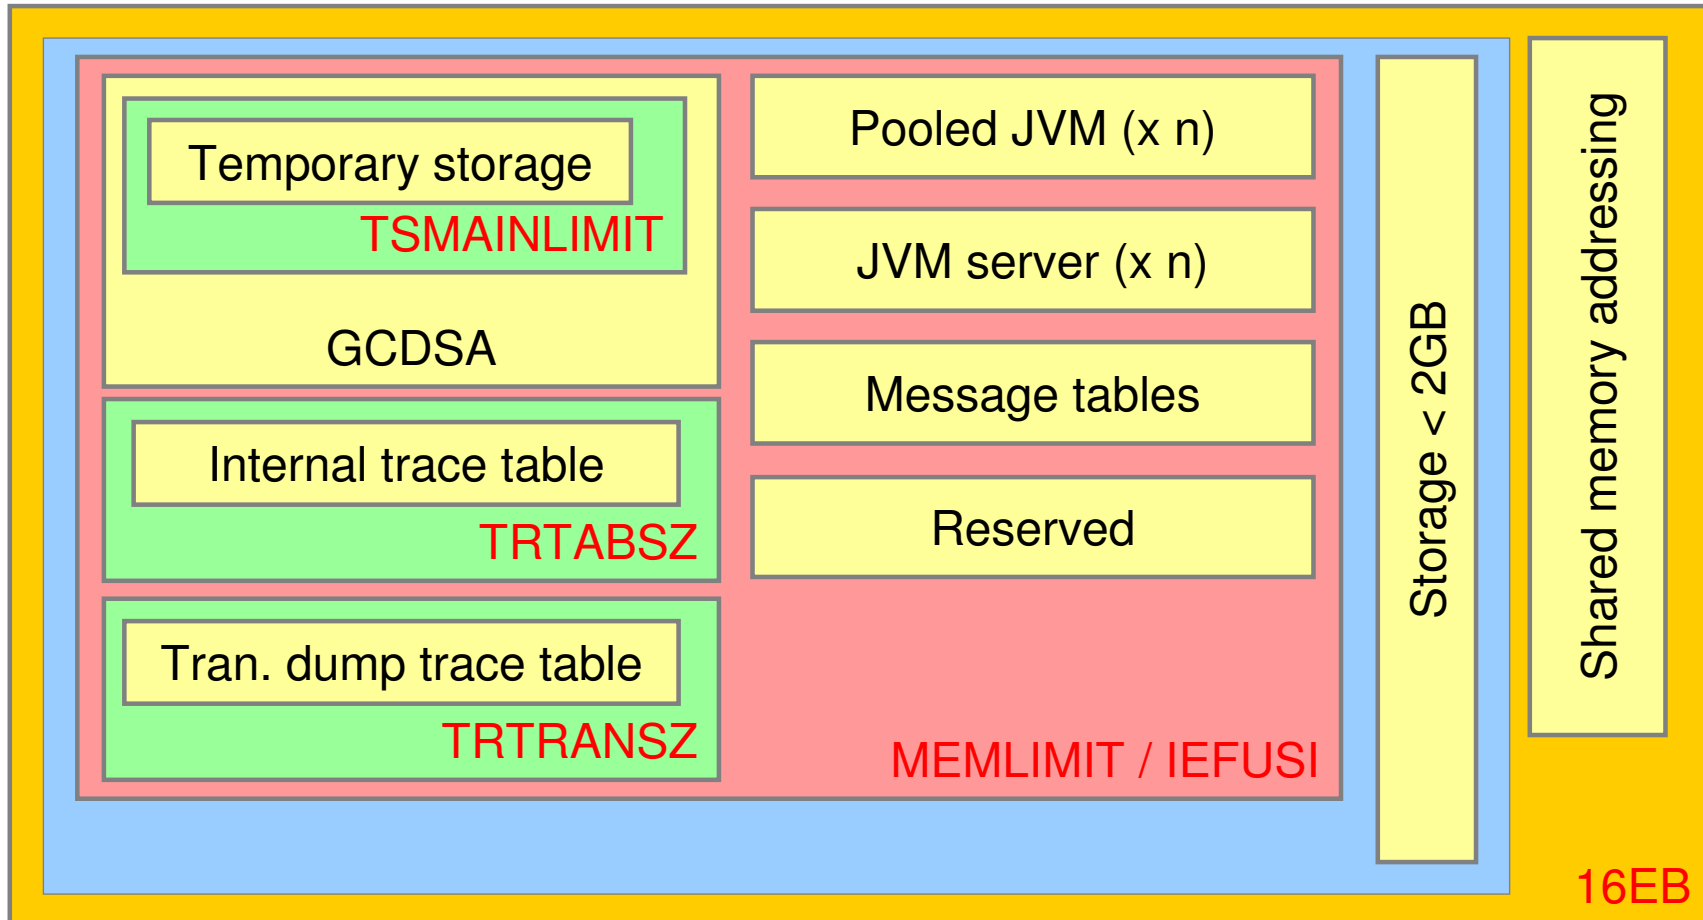 Temporary storage
TSMAINLIMIT
GCDSA
Internal trace table
TRTABSZ
Tran. dump trace table
TRTRANSZ
Pooled JVM (x n)
JVM server (x n)
Message tables
Reserved
MEMLIMIT / IEFUSI
Storage < 2GB
Shared memory addressing
16EB